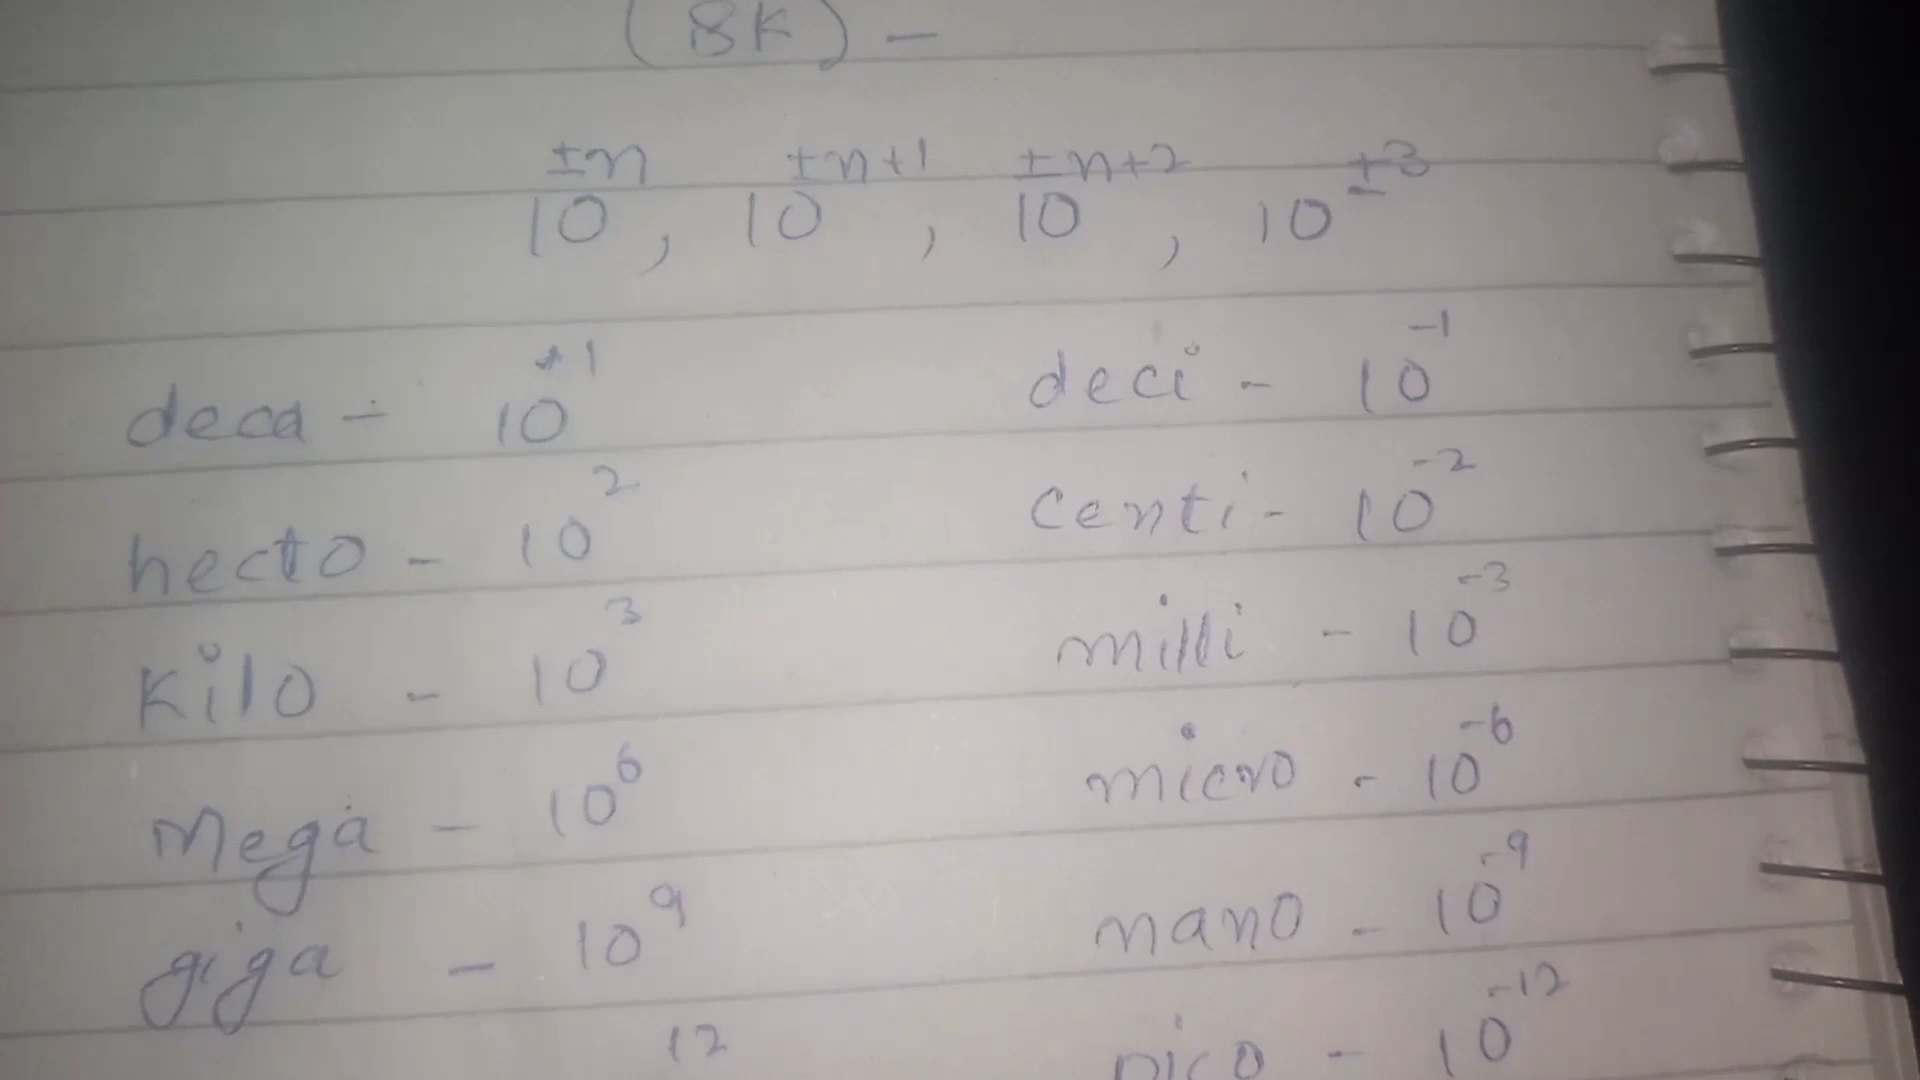 (8K) -
10^±n, 10^±n+1, 10^±n+2, 10^±3
deca - 10^+1 deci - 10^-1
hecto - 10^2 centi - 10^-2
Kilo - 10^3 milli - 10^-3
Mega - 10^6 micro - 10^-6
giga - 10^9 nano - 10^-9
12 pico - 10^-12